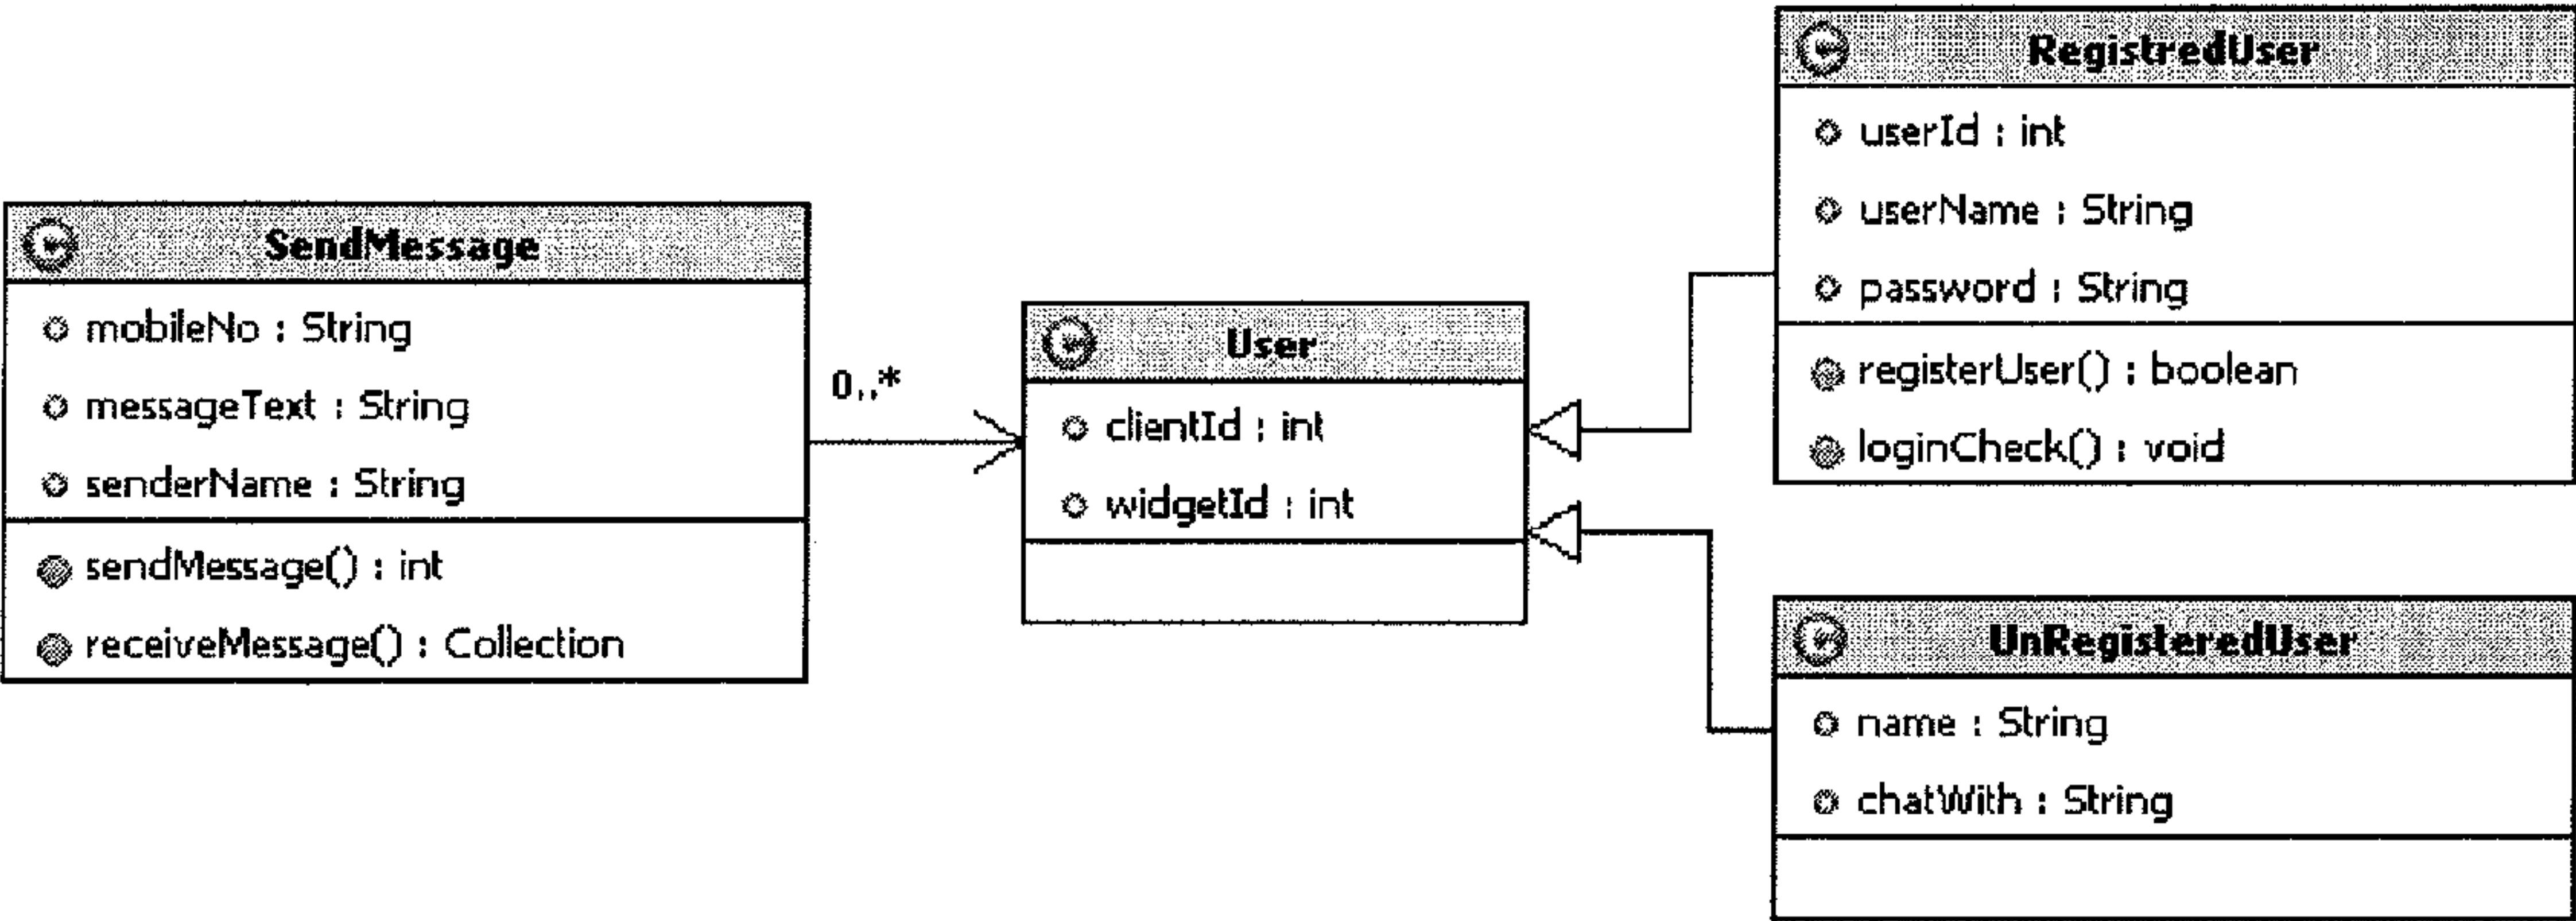 SendMessage
mobileNo : String
messageText : String
senderName : String
sendMessage() : int
receiveMessage() : Collection
0..*
User
clientId : int
widgetId : int
RegistredUser
userId : int
userName : String
password : String
registerUser() : boolean
loginCheck() : void
UnRegisteredUser
name : String
chatWith : String